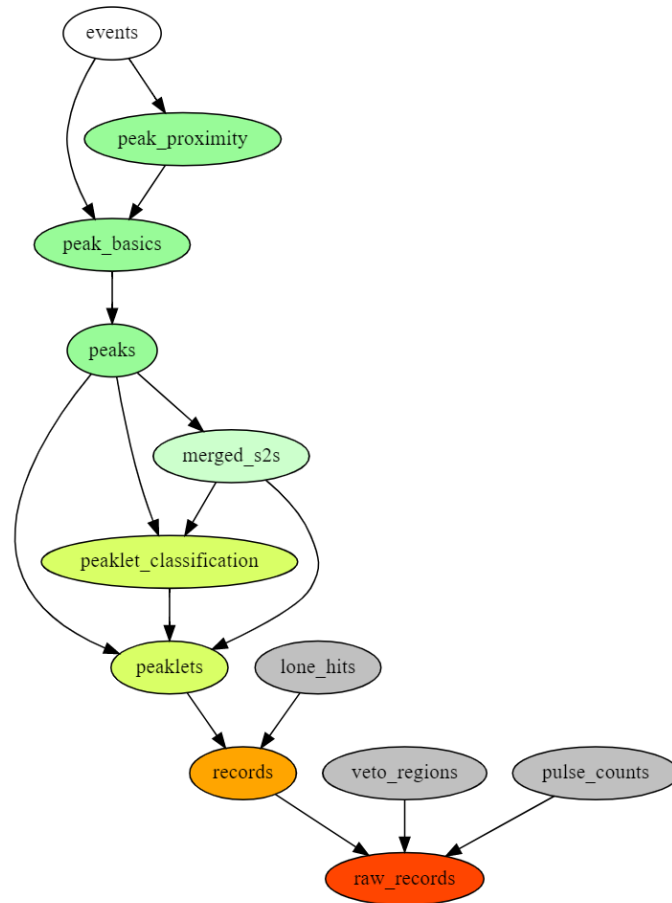 events
peak_proximity
peak_basics
peaks
merged_s2s
peaklet_classification
peaklets
lone_hits
records
veto_regions
pulse_counts
raw_records